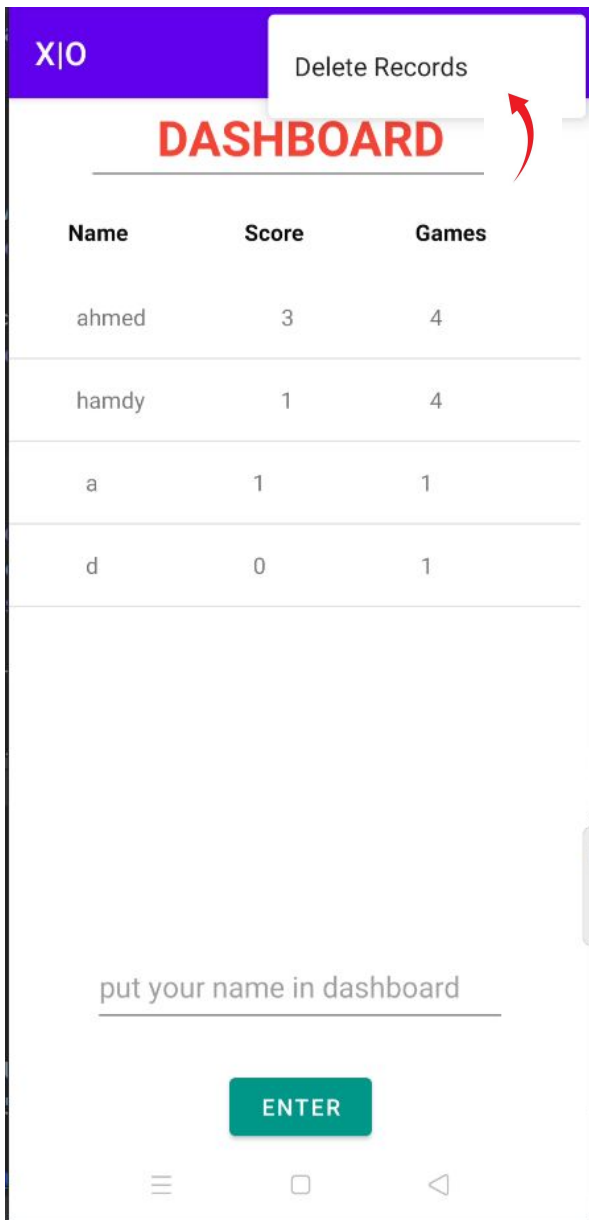 X|O
Delete Records
DASHBOARD
Name Score Games
ahmed 3 4
hamdy 1 4
a 1 1
d 0 1
put your name in dashboard
ENTER